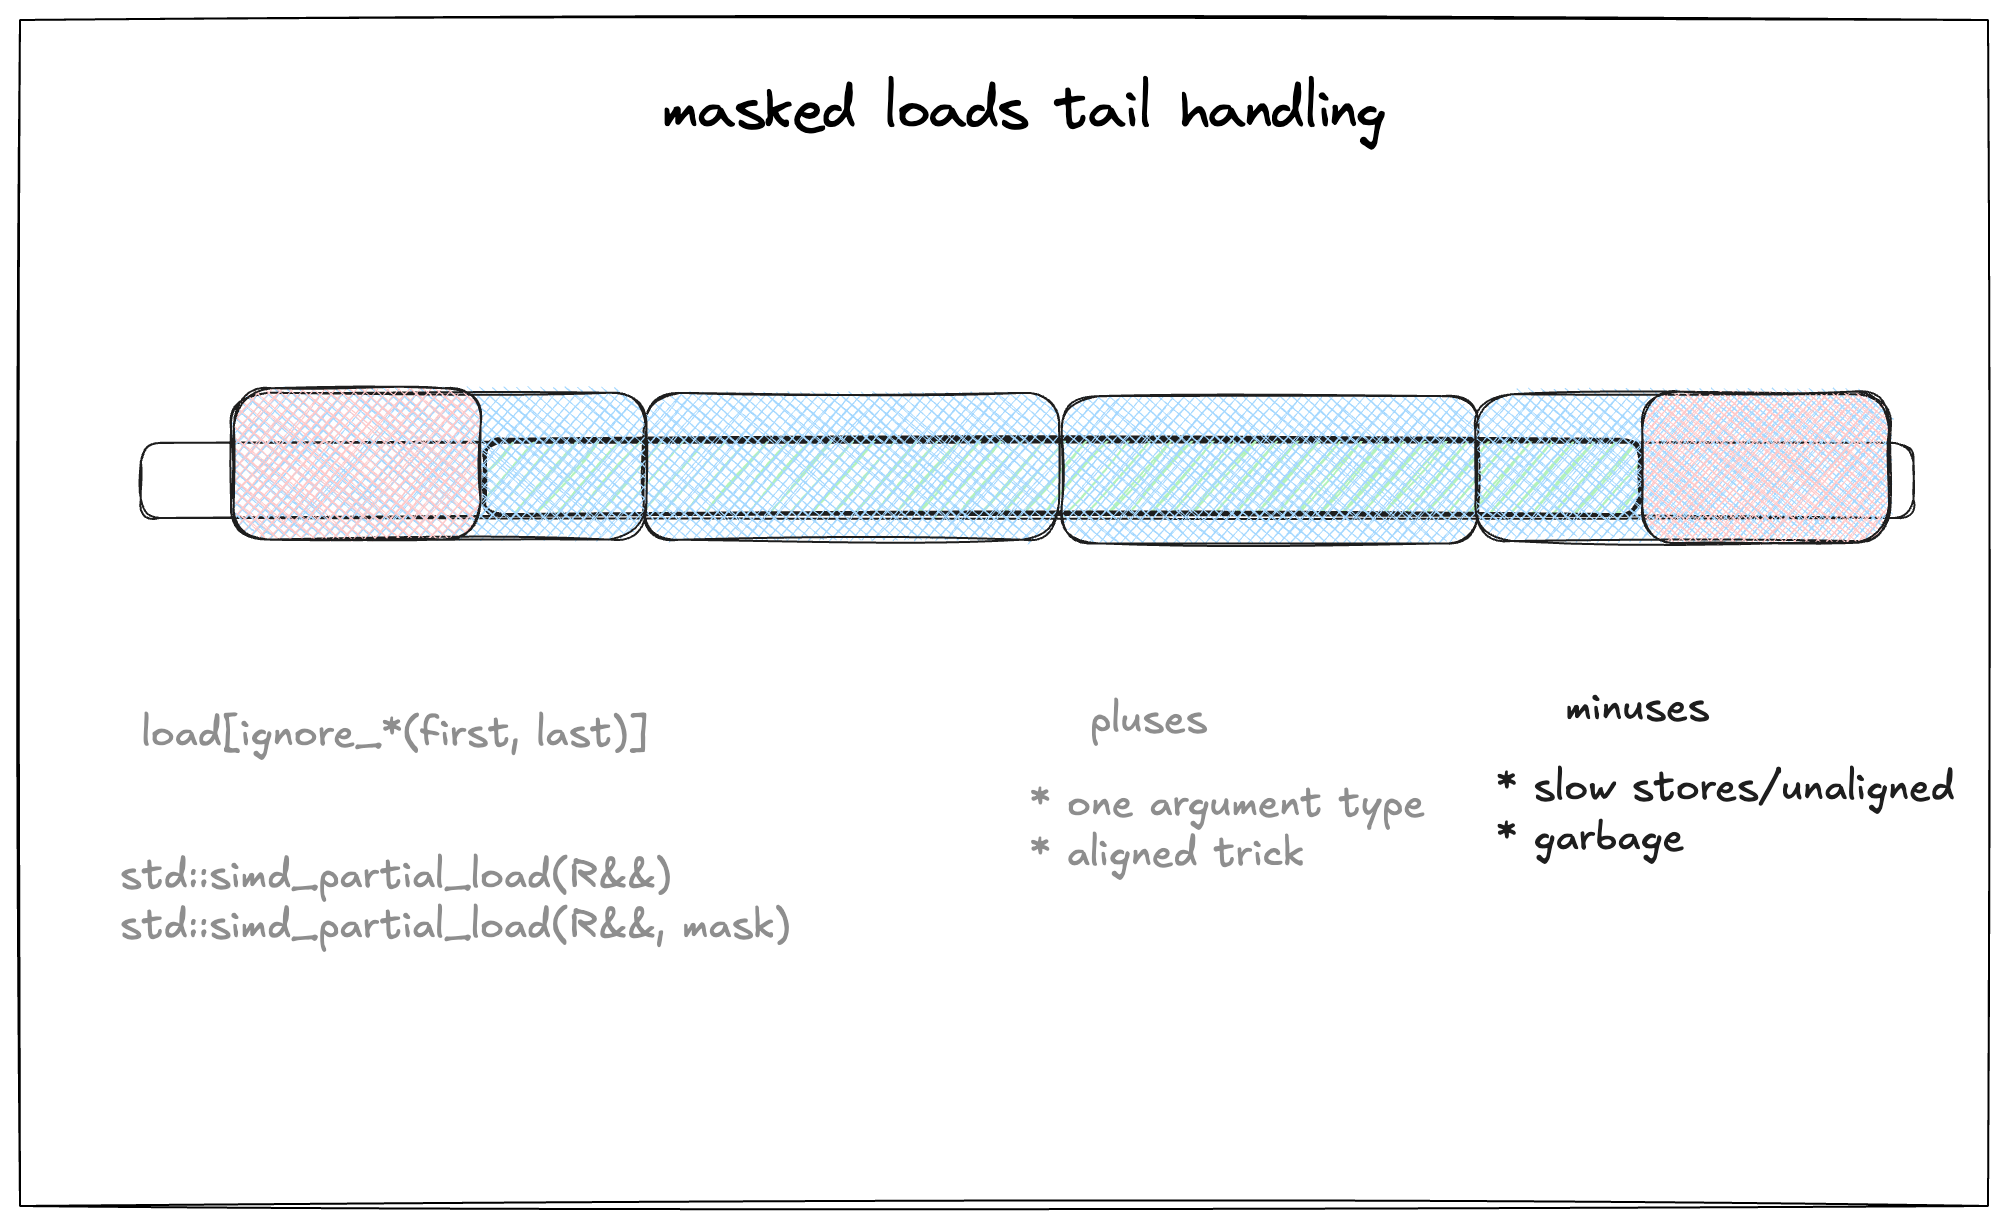 masked loads tail handling
load[ignore_*(first, last)]
std::simd_partial_load(R&&)
std::simd_partial_load(R&&, mask)
pluses
* one argument type
* aligned trick
minuses
* slow stores/unaligned
* garbage